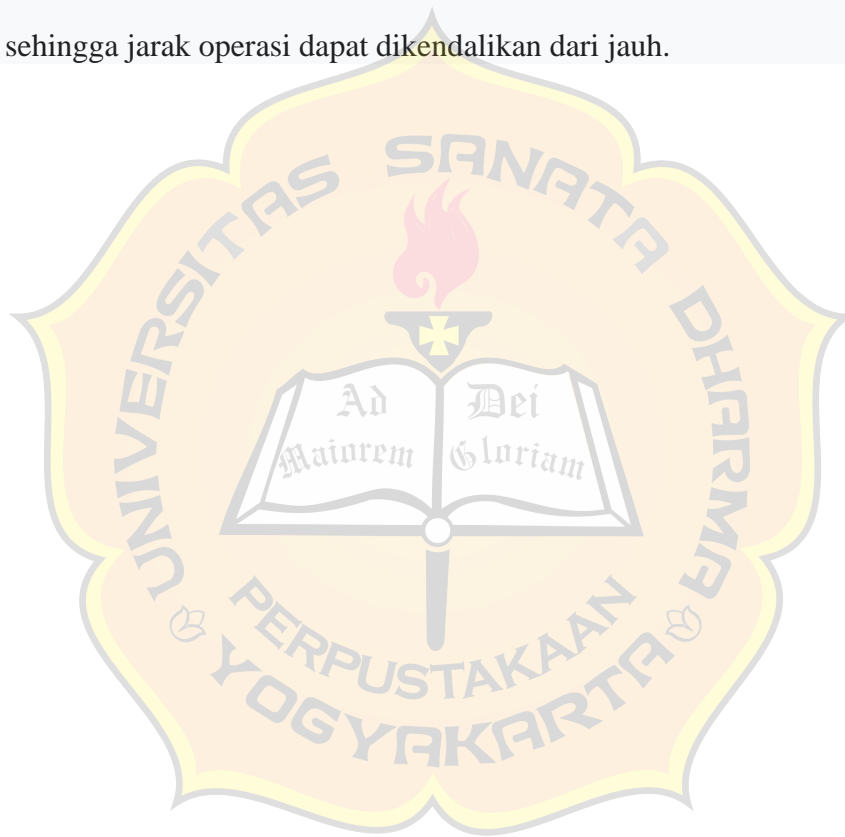 sehingga jarak operasi dapat dikendalikan dari jauh.
UNIVERSITAS SANATA DHARMA
Ad Dei
Maiorem Gloriam
PERPUSTAKAAN
YOGYAKARTA